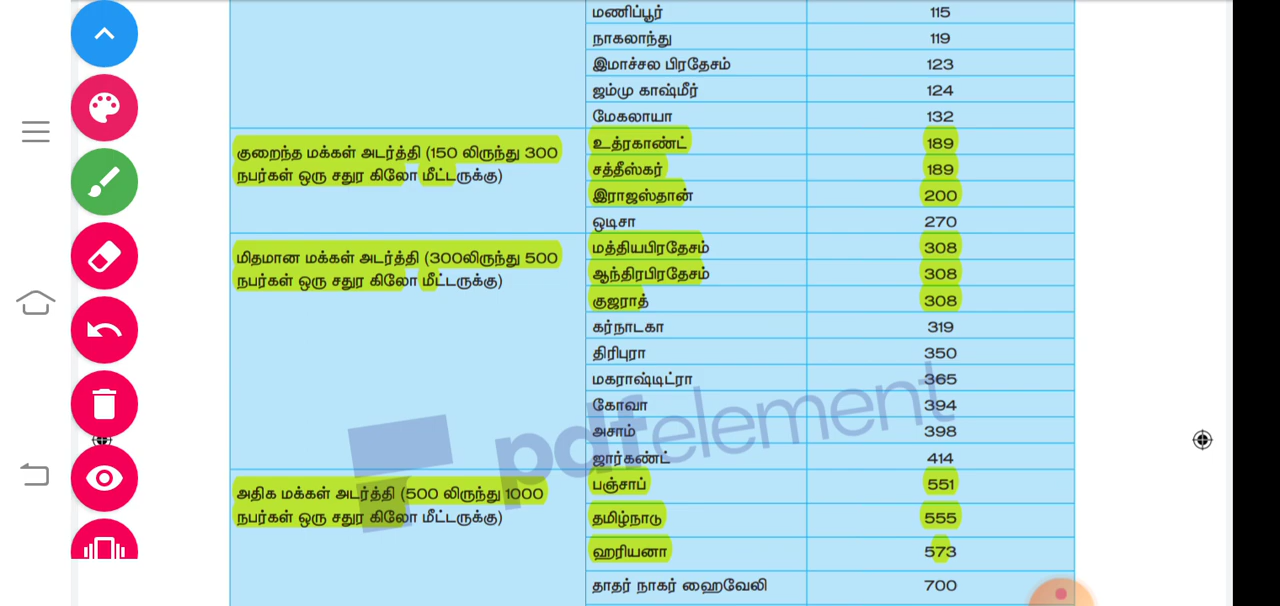 மணிப்பூர் 115
நாகலாந்து 119
இமாச்சல பிரதேசம் 123
ஜம்மு காஷ்மீர் 124
மேகலாயா 132
குறைந்த மக்கள் அடர்த்தி (150 லிருந்து 300
நபர்கள் ஒரு சதுர கிலோ மீட்டருக்கு)
உத்ரகாண்ட் 189
சத்தீஸ்கர் 189
இராஜஸ்தான் 200
ஒடிசா 270
மிதமான மக்கள் அடர்த்தி (300லிருந்து 500
நபர்கள் ஒரு சதுர கிலோ மீட்டருக்கு)
மத்தியபிரதேசம் 308
ஆந்திரபிரதேசம் 308
குஜராத் 308
கர்நாடகா 319
திரிபுரா 350
மகராஷ்டிட்ரா 365
கோவா 394
அசாம் 398
ஜார்கண்ட் 414
அதிக மக்கள் அடர்த்தி (500 லிருந்து 1000
நபர்கள் ஒரு சதுர கிலோ மீட்டருக்கு)
பஞ்சாப் 551
தமிழ்நாடு 555
ஹரியனா 573
தாதர் நாகர் ஹைவேலி 700
pdfelement